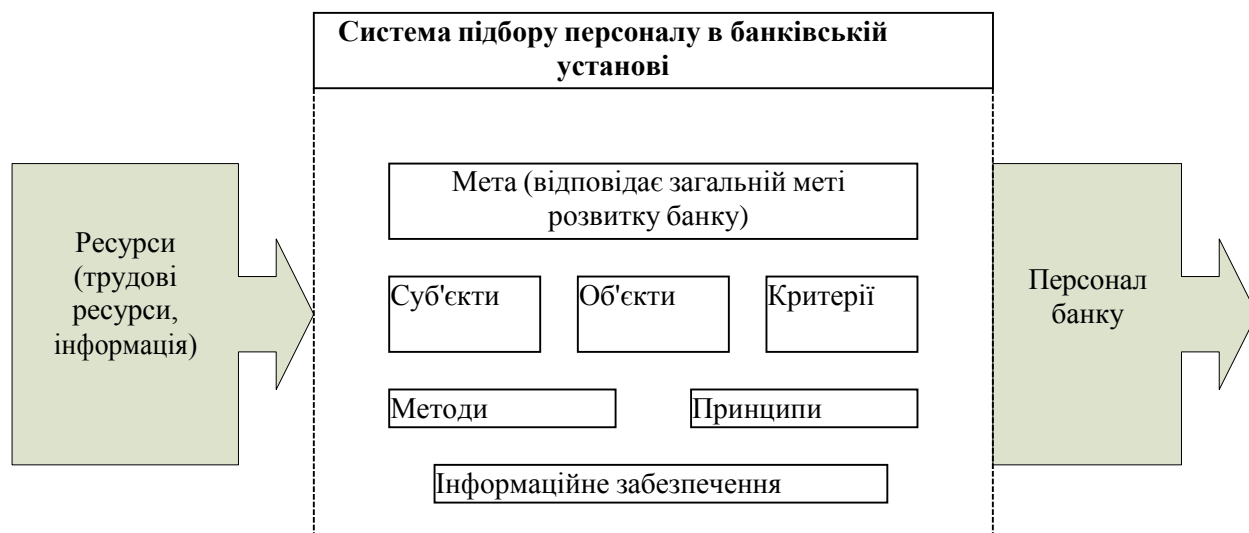 Система підбору персоналу в банківській
установі
Мета (відповідає загальній меті
розвитку банку)
Ресурси
(трудові
ресурси,
інформація)
Суб'єкти
Об'єкти
Критерії
Персонал
банку
Методи
Принципи
Інформаційне забезпечення